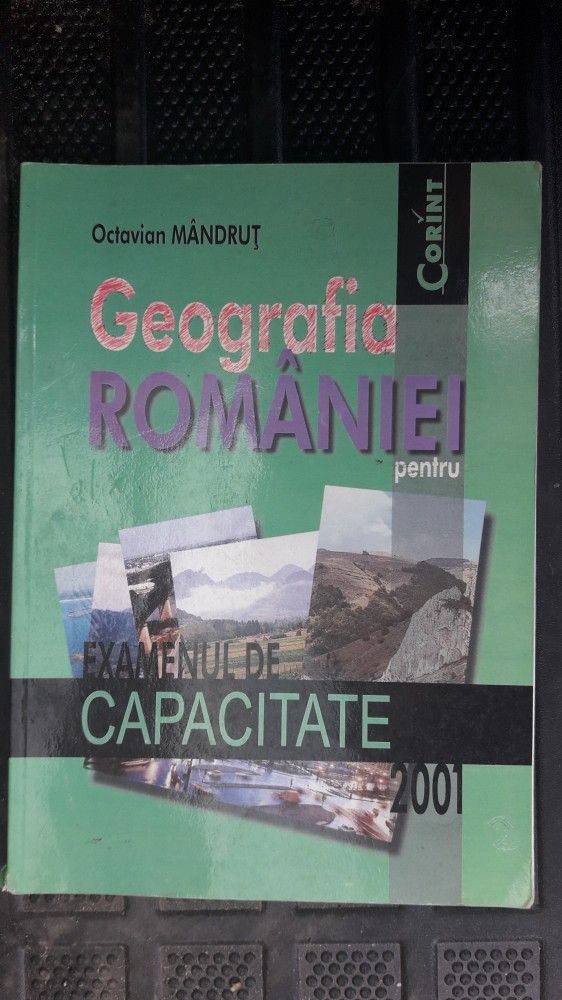 Octavian MÂNDRUŢ
CORINT
Geografia
ROMÂNIEI
pentru
EXAMENUL DE
CAPACITATE
2001